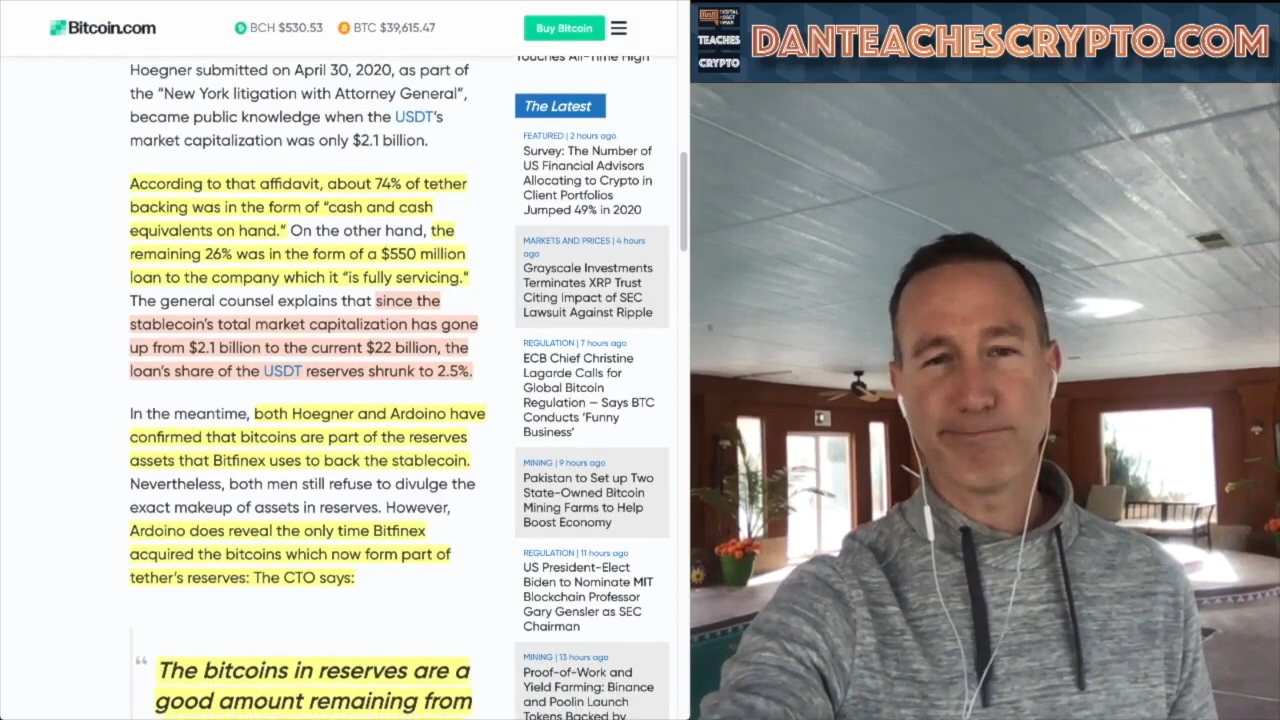 Bitcoin.com
BCH $530.53
BTC $39,615.47
Buy Bitcoin
Hoegner submitted on April 30, 2020, as part of
the “New York litigation with Attorney General”,
became public knowledge when the USDT’s
market capitalization was only $2.1 billion.
According to that affidavit, about 74% of tether
backing was in the form of “cash and cash
equivalents on hand.” On the other hand, the
remaining 26% was in the form of a $550 million
loan to the company which it “is fully servicing.”
The general counsel explains that since the
stablecoin’s total market capitalization has gone
up from $2.1 billion to the current $22 billion, the
loan’s share of the USDT reserves shrunk to 2.5%.
In the meantime, both Hoegner and Ardoino have
confirmed that bitcoins are part of the reserves
assets that Bitfinex uses to back the stablecoin.
Nevertheless, both men still refuse to divulge the
exact makeup of assets in reserves. However,
Ardoino does reveal the only time Bitfinex
acquired the bitcoins which now form part of
tether’s reserves: The CTO says:
“
The bitcoins in reserves are a
good amount remaining from
Touches All-Time High
The Latest
FEATURED | 2 hours ago
Survey: The Number of
US Financial Advisors
Allocating to Crypto in
Client Portfolios
Jumped 49% in 2020
MARKETS AND PRICES | 4 hours
ago
Grayscale Investments
Terminates XRP Trust
Citing Impact of SEC
Lawsuit Against Ripple
REGULATION | 7 hours ago
ECB Chief Christine
Lagarde Calls for
Global Bitcoin
Regulation — Says BTC
Conducts ‘Funny
Business’
MINING | 9 hours ago
Pakistan to Set up Two
State-Owned Bitcoin
Mining Farms to Help
Boost Economy
REGULATION | 11 hours ago
US President-Elect
Biden to Nominate MIT
Blockchain Professor
Gary Gensler as SEC
Chairman
MINING | 13 hours ago
Proof-of-Work and
Yield Farming: Binance
and Poolin Launch
Tokens Backed by
DIGITAL
ASSET
NEWS
TEACHES
CRYPTO
DANTEACHESCRYPTO.COM